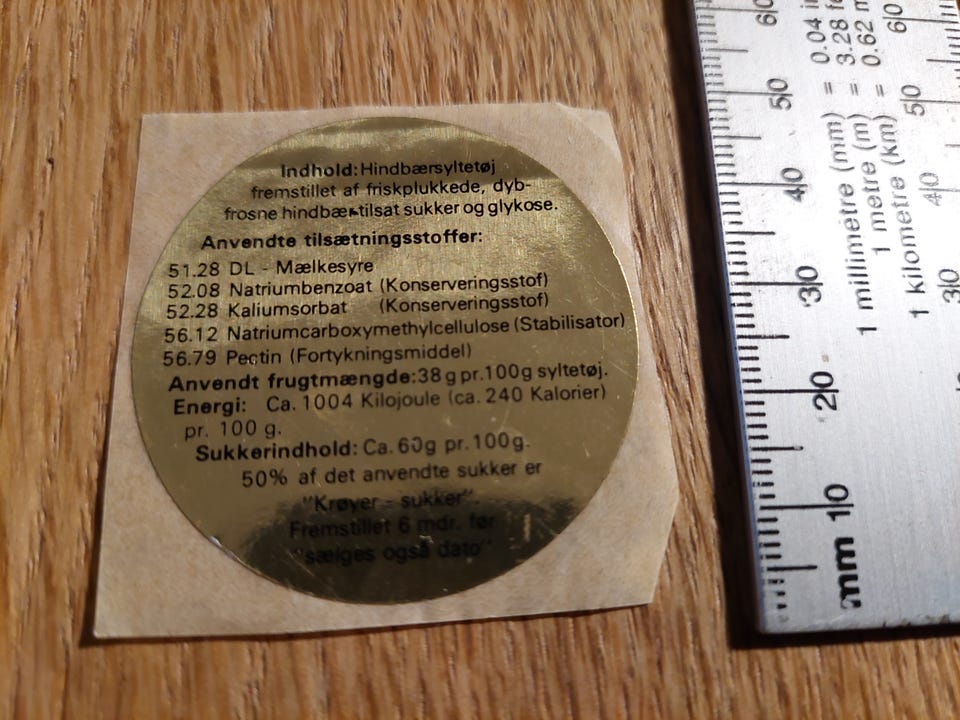 Indhold: Hindbærsyltetøj
fremstillet af friskplukkede, dyb-
frosne hindbær tilsat sukker og glykose.
Anvendte tilsætningsstoffer:
51.28 DL - Mælkesyre
52.08 Natriumbenzoat (Konserveringsstof)
52.28 Kaliumsorbat (Konserveringsstof)
56.12 Natriumcarboxymethylcellulose (Stabilisator)
56.79 Pectin (Fortykningsmiddel)
Anvendt frugtmængde: 38 g pr. 100 g syltetøj.
Energi: Ca. 1004 Kilojoule (ca. 240 Kalorier)
pr. 100 g.
Sukkerindhold: Ca. 60g pr. 100g.
50% af det anvendte sukker er
"Krøyer - sukker".
Fremstillet 6 mdr. før
"sælges også dato"
mm 10 20 30 40 50 60
1 millimetre (mm) = 0.04 i
1 metre (m) = 3.28 f
1 kilometre (km) = 0.62 m
30 40 50 60